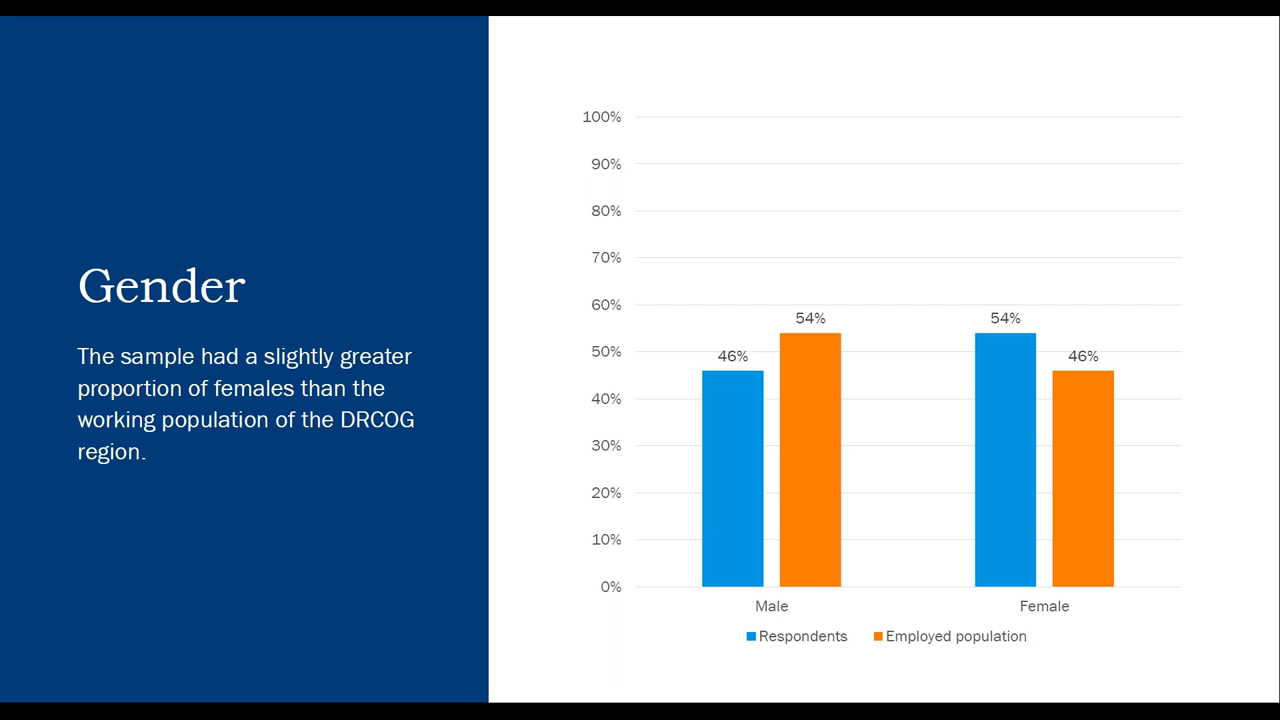 Gender
The sample had a slightly greater
proportion of females than the
working population of the DRCOG
region.
100%
90%
80%
70%
60%
50%
40%
30%
20%
10%
0%
46%
54%
54%
46%
Male
Female
Respondents
Employed population